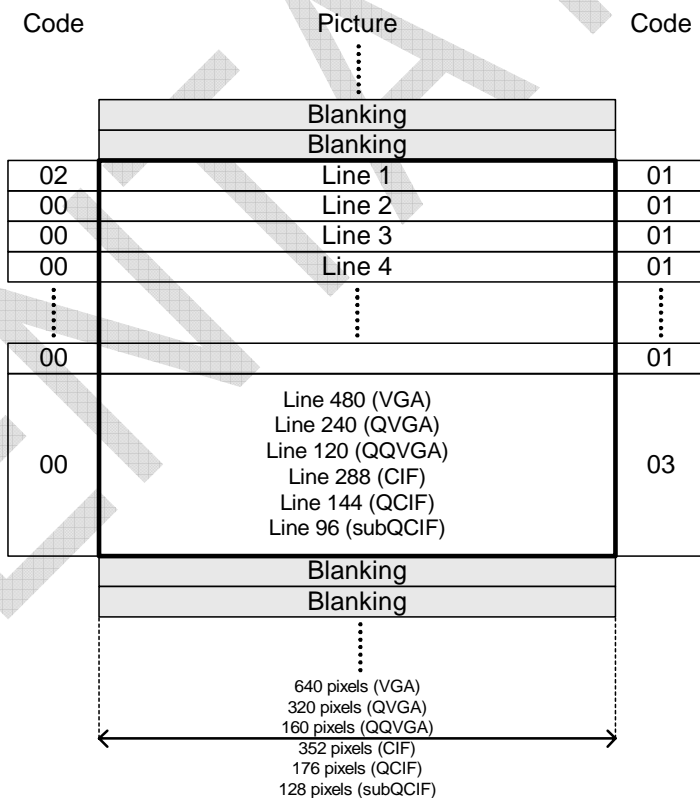 Code Picture Code
Blanking
Blanking
02 Line 1 01
00 Line 2 01
00 Line 3 01
00 Line 4 01
00 01
Line 480 (VGA)
Line 240 (QVGA)
Line 120 (QQVGA)
00 Line 288 (CIF) 03
Line 144 (QCIF)
Line 96 (subQCIF)
Blanking
Blanking
640 pixels (VGA)
320 pixels (QVGA)
160 pixels (QQVGA)
352 pixels (CIF)
176 pixels (QCIF)
128 pixels (subQCIF)